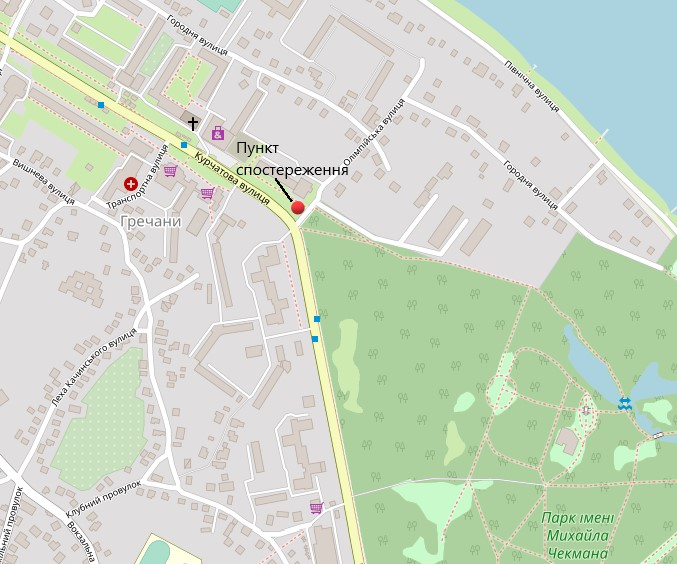 Городня вулиця
Північна вулиця
Пункт
спостереження
Олімпійська вулиця
Курчатова вулиця
Городня вулиця
Вишнева вулиця
Транспортна вулиця
Гречани
Леха Качинського вулиця
Клубний провулок
Вокзальна
Парк імені
Михайла
Чекмана